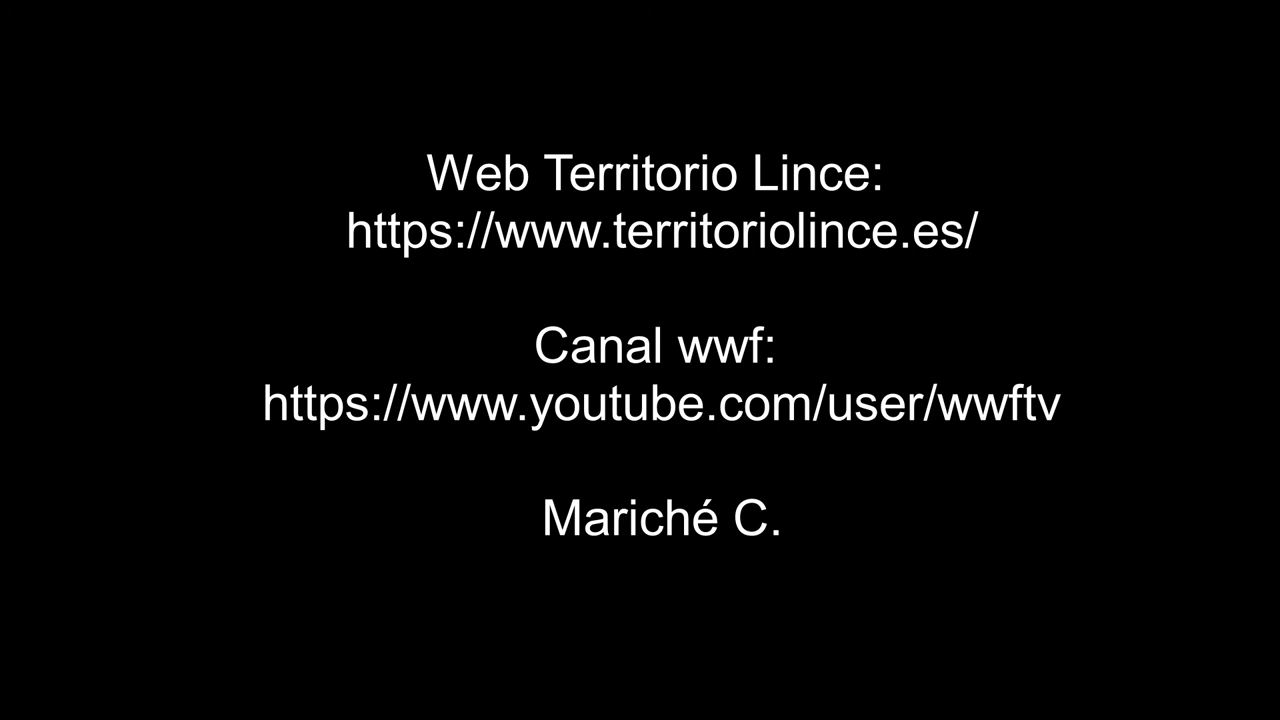 Web Territorio Lince:
https://www.territoriolince.es/
Canal wwf:
https://www.youtube.com/user/wwftv
Mariché C.